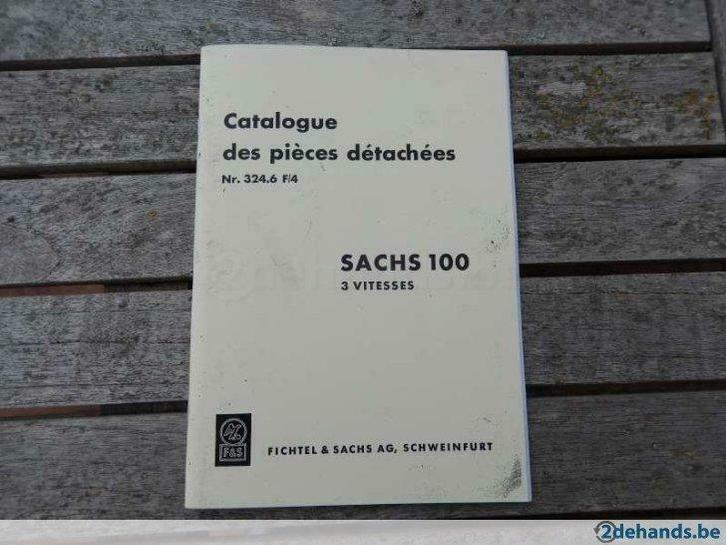 Catalogue
des pièces détachées
Nr. 324.6 F/4
SACHS 100
3 VITESSES
F&S
FICHTEL & SACHS AG, SCHWEINFURT
2dehands.be